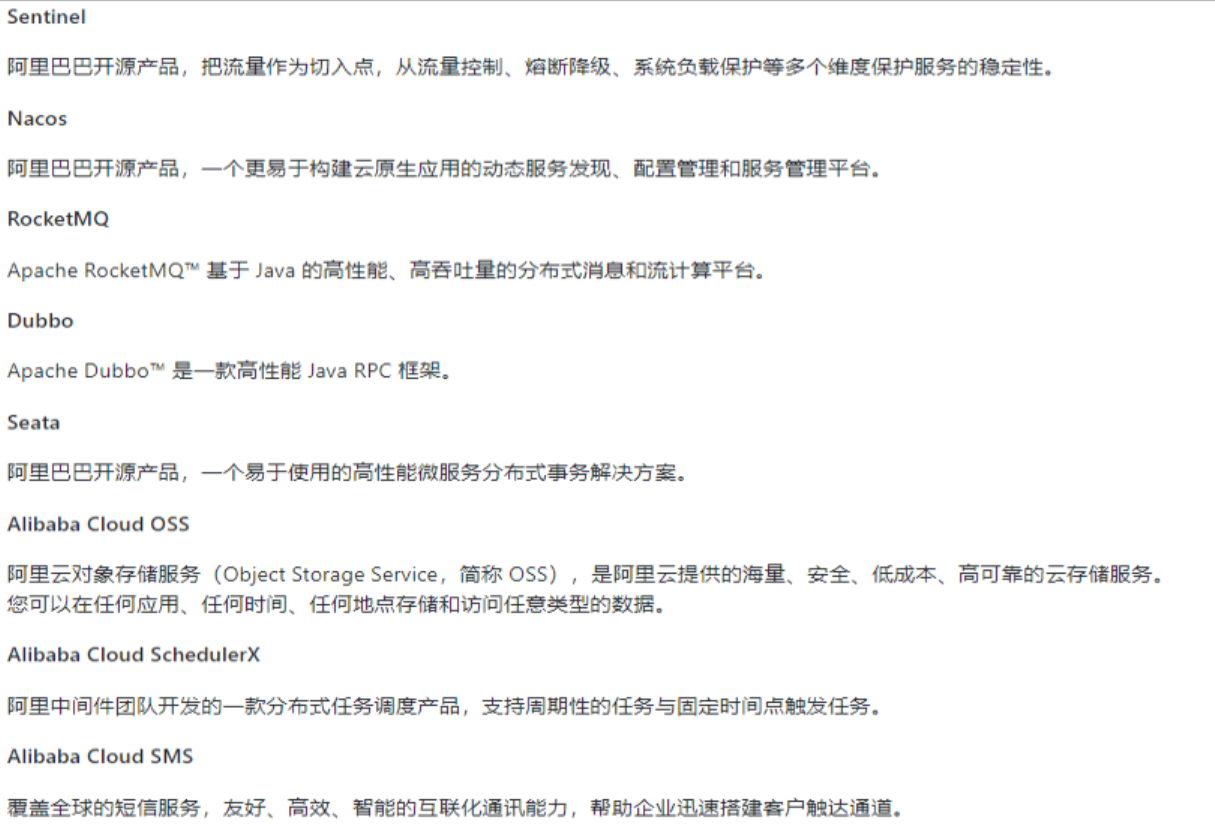 Sentinel
阿里巴巴开源产品，把流量作为切入点，从流量控制、熔断降级、系统负载保护等多个维度保护服务的稳定性。
Nacos
阿里巴巴开源产品，一个更易于构建云原生应用的动态服务发现、配置管理和服务管理平台。
RocketMQ
Apache RocketMQ™ 基于 Java 的高性能、高吞吐量的分布式消息和流计算平台。
Dubbo
Apache Dubbo™ 是一款高性能 Java RPC 框架。
Seata
阿里巴巴开源产品，一个易于使用的高性能微服务分布式事务解决方案。
Alibaba Cloud OSS
阿里云对象存储服务（Object Storage Service，简称 OSS），是阿里云提供的海量、安全、低成本、高可靠的云存储服务。
您可以在任何应用、任何时间、任何地点存储和访问任意类型的数据。
Alibaba Cloud SchedulerX
阿里中间件团队开发的一款分布式任务调度产品，支持周期性的任务与固定时间点触发任务。
Alibaba Cloud SMS
覆盖全球的短信服务，友好、高效、智能的互联化通讯能力，帮助企业迅速搭建客户触达通道。